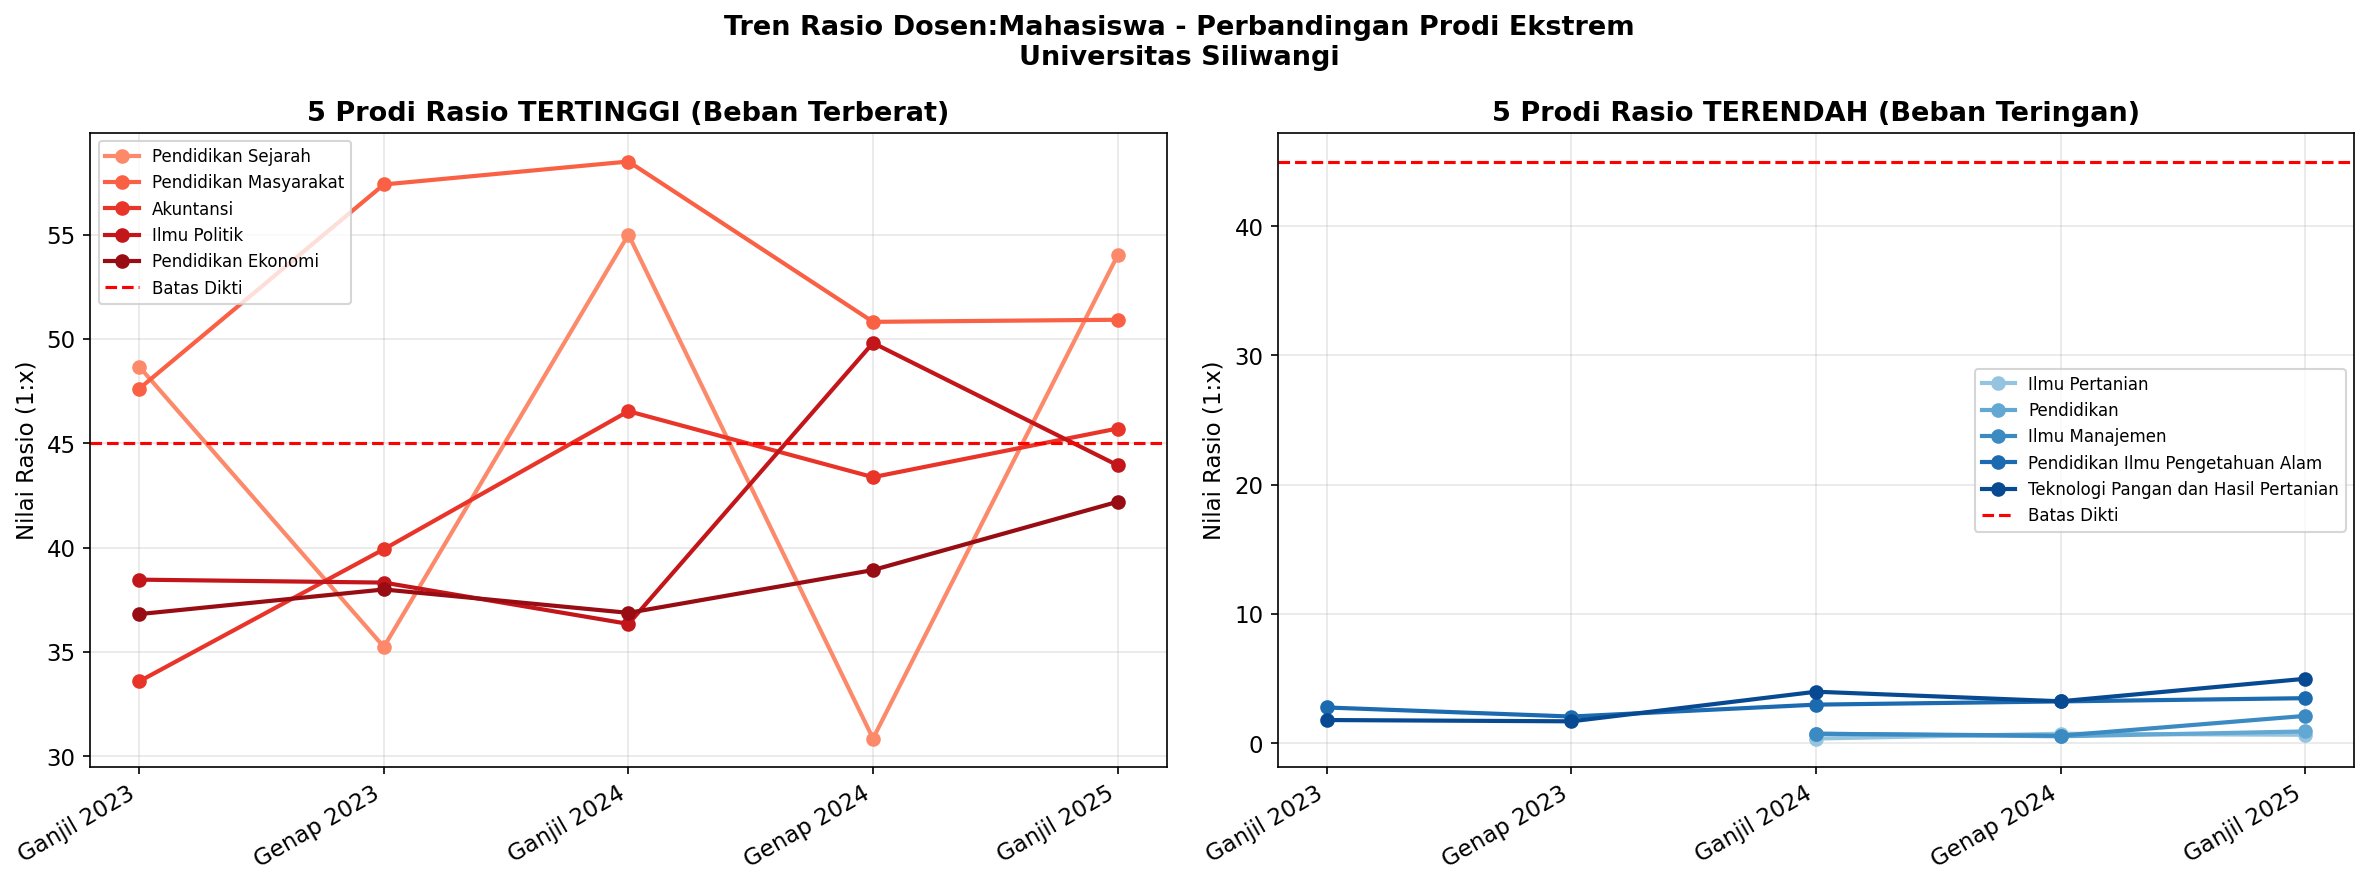 Tren Rasio Dosen:Mahasiswa - Perbandingan Prodi Ekstrem
Universitas Siliwangi
5 Prodi Rasio TERTINGGI (Beban Terberat)
Pendidikan Sejarah
Pendidikan Masyarakat
Akuntansi
Ilmu Politik
Pendidikan Ekonomi
Batas Dikti
Nilai Rasio (1:x)
55
50
45
40
35
30
Ganjil 2023
Genap 2023
Ganjil 2024
Genap 2024
Ganjil 2025
5 Prodi Rasio TERENDAH (Beban Teringan)
Ilmu Pertanian
Pendidikan
Ilmu Manajemen
Pendidikan Ilmu Pengetahuan Alam
Teknologi Pangan dan Hasil Pertanian
Batas Dikti
Nilai Rasio (1:x)
40
30
20
10
0
Ganjil 2023
Genap 2023
Ganjil 2024
Genap 2024
Ganjil 2025